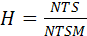 H = NTS / NTSM